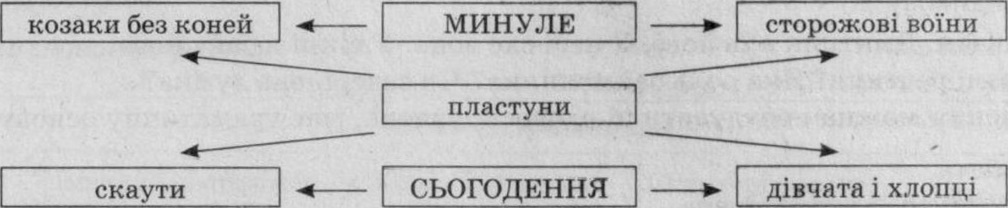 козаки без коней
МИНУЛЕ
сторожові воїни
пластуни
скаути
СЬОГОДЕННЯ
дівчата і хлопці